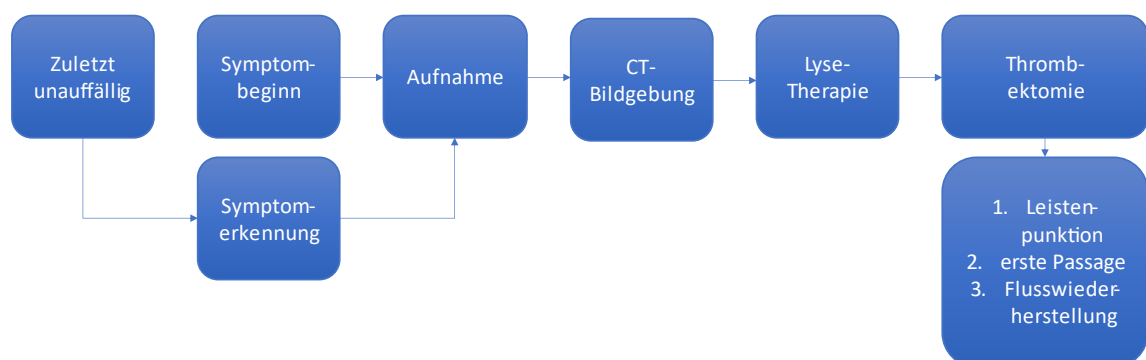 Zuletzt
unauffällig
Symptom-
beginn
Aufnahme
CT-
Bildgebung
Lyse-
Therapie
Thromb-
ektomie
Symptom-
erkennung
1. Leisten-
punktion
2. erste Passage
3. Flusswieder-
herstellung